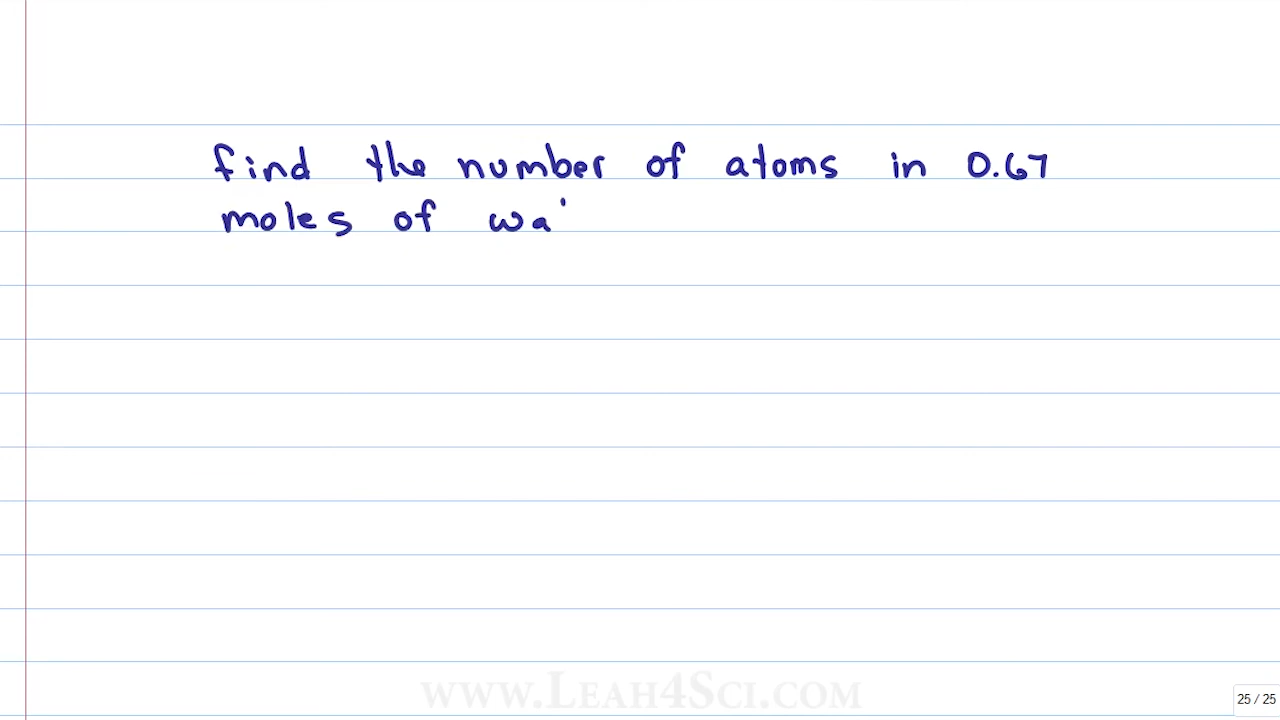 find the number of atoms in 0.67
moles of wa
www.Leah4Sci.com
25 / 25